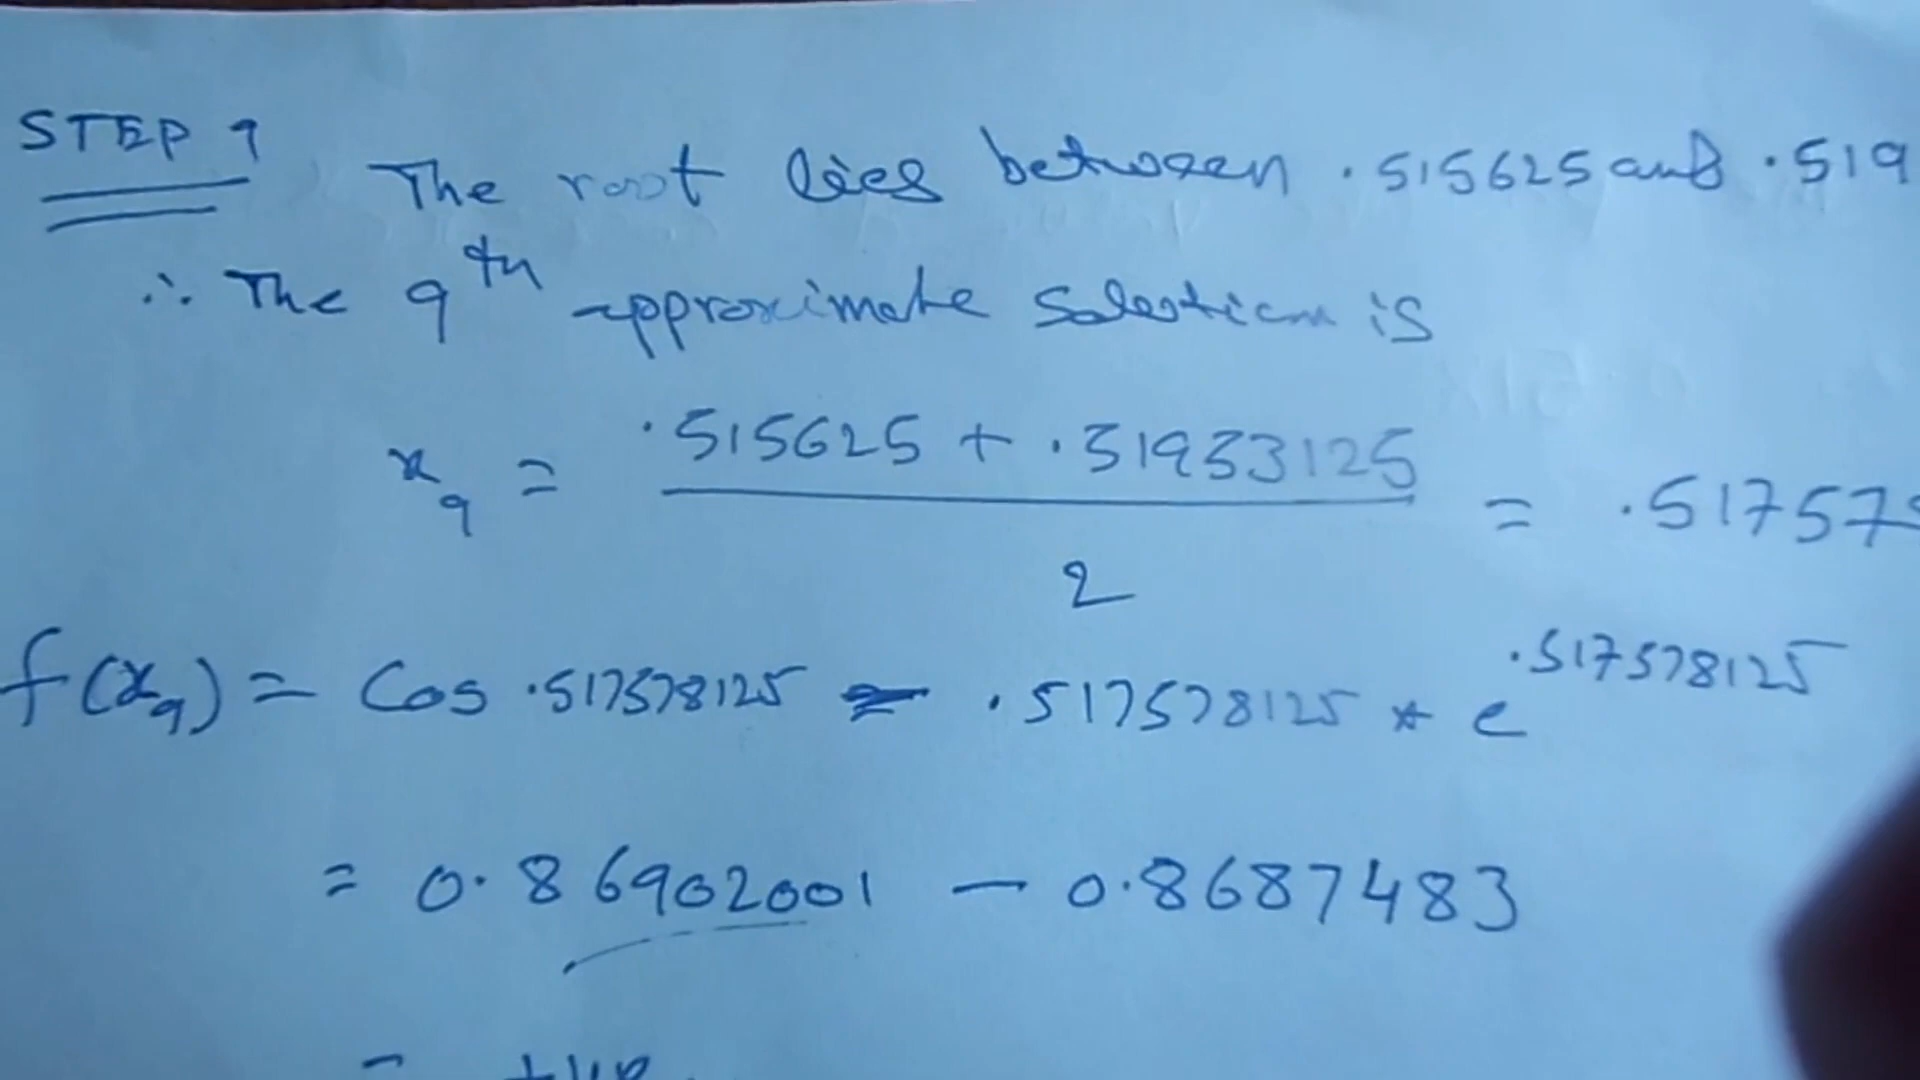 STEP 9
The root lies between .515625 and .519
∴ The 9th approximate solution is
x9 = .515625 + .51953125 / 2 = .51757
f(x9) = Cos .517578125 - .517578125 * e^.517578125
= 0.86902001 - 0.8687483
= +ve